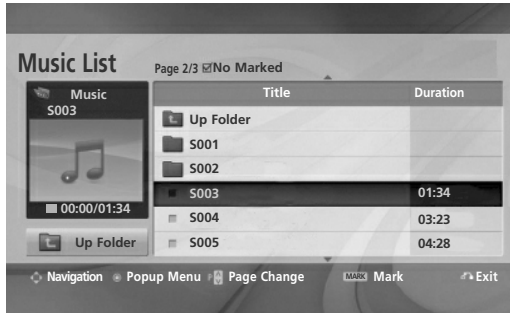 Music List
Page 2/3 No Marked
Music
S003
00:00/01:34
Up Folder
Title Duration
Up Folder
S001
S002
S003 01:34
S004 03:23
S005 04:28
Navigation Popup Menu P Page Change MARK Mark Exit